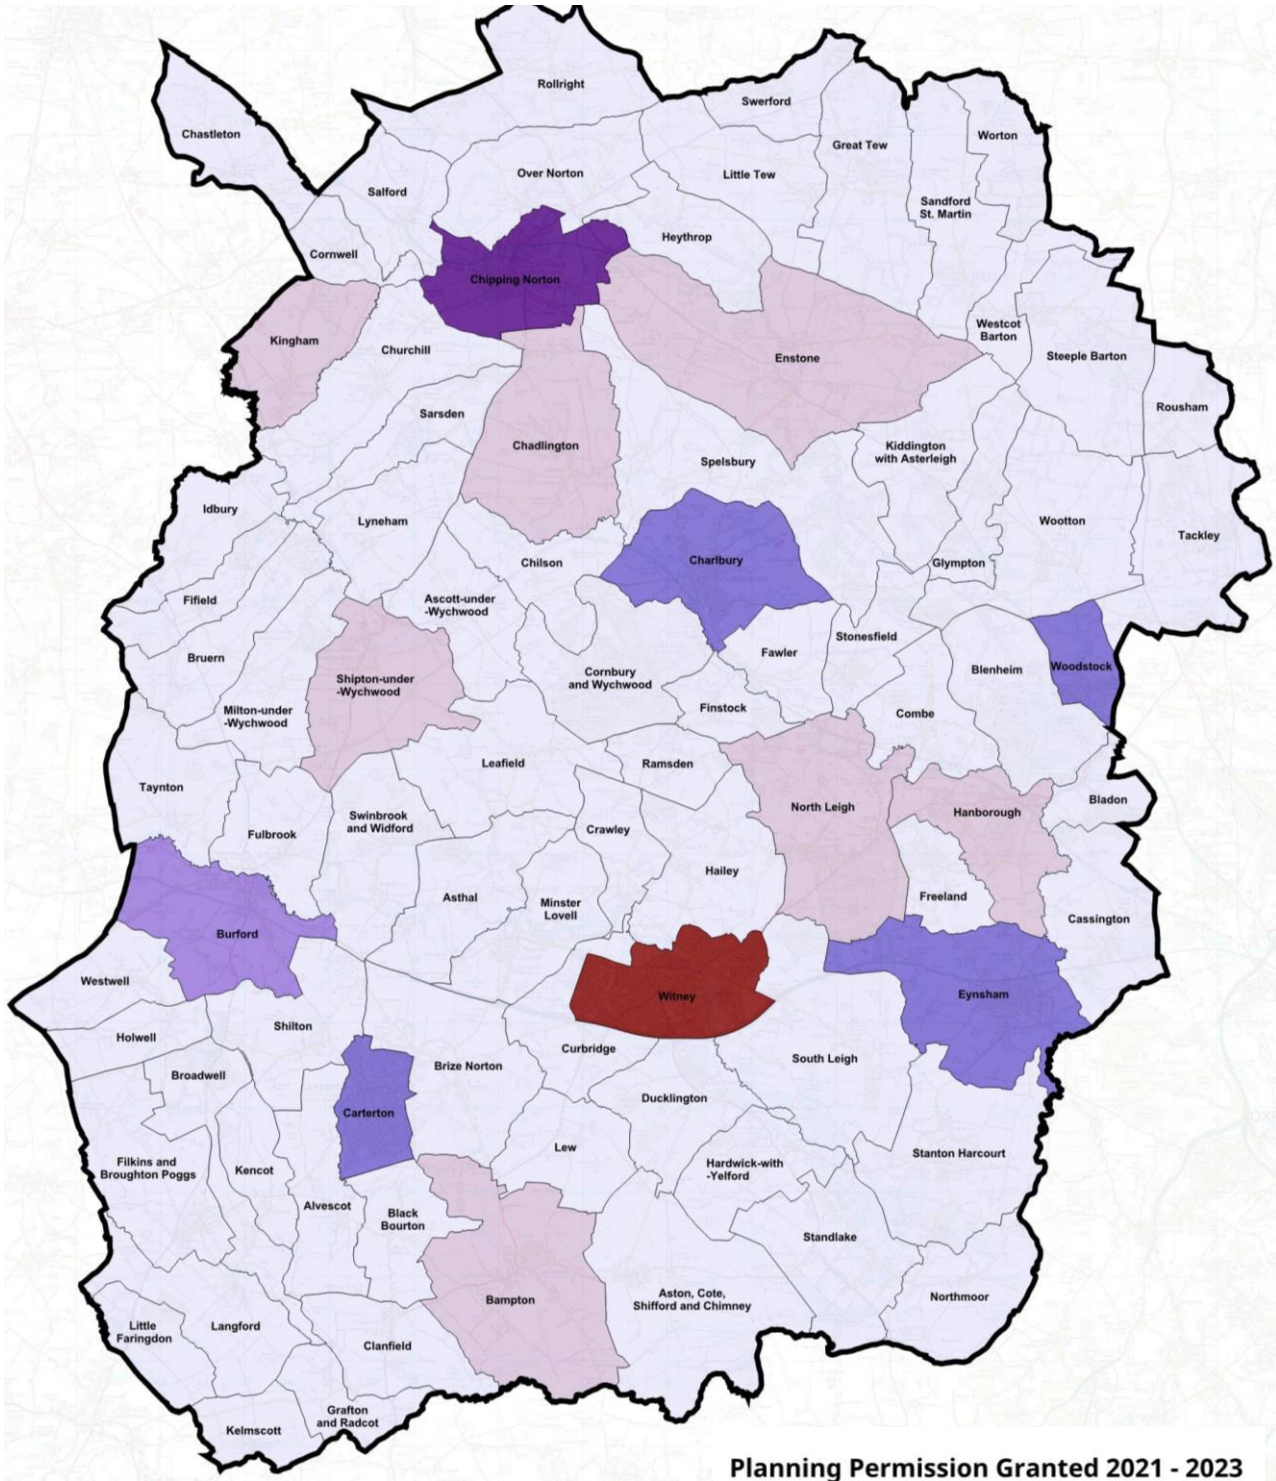 Rollright
Swerford
Chastleton
Worton
Great Tew
Over Norton
Little Tew
Salford
Sandford
St. Martin
Heythrop
Cornwell
Chipping Norton
Westcot
Barton
Kingham
Churchill
Enstone
Steeple Barton
Rousham
Sarsden
Chadlington
Kiddington
with Asterleigh
Spelsbury
Idbury
Lyneham
Wootton
Tackley
Charlbury
Chilson
Glympton
Fifield
Ascott-under
-Wychwood
Stonesfield
Fawler
Bruern
Cornbury
and Wychwood
Blenheim
Woodstock
Shipton-under
-Wychwood
Milton-under
-Wychwood
Finstock
Combe
Leafield
Ramsden
Taynton
Bladon
North Leigh
Hanborough
Swinbrook
and Widford
Fulbrook
Crawley
Hailey
Asthal
Minster
Lovell
Freeland
Cassington
Burford
Westwell
Witney
Eynsham
Shilton
Holwell
Curbridge
South Leigh
Brize Norton
Broadwell
Ducklington
Carterton
Lew
Stanton Harcourt
Filkins and
Broughton Poggs
Kencot
Hardwick-with
-Yelford
Alvescot
Black
Bourton
Standlake
Bampton
Aston, Cote,
Shifford and Chimney
Northmoor
Little
Faringdon
Langford
Clanfield
Grafton
and Radcot
Kelmscott
Planning Permission Granted 2021 - 2023